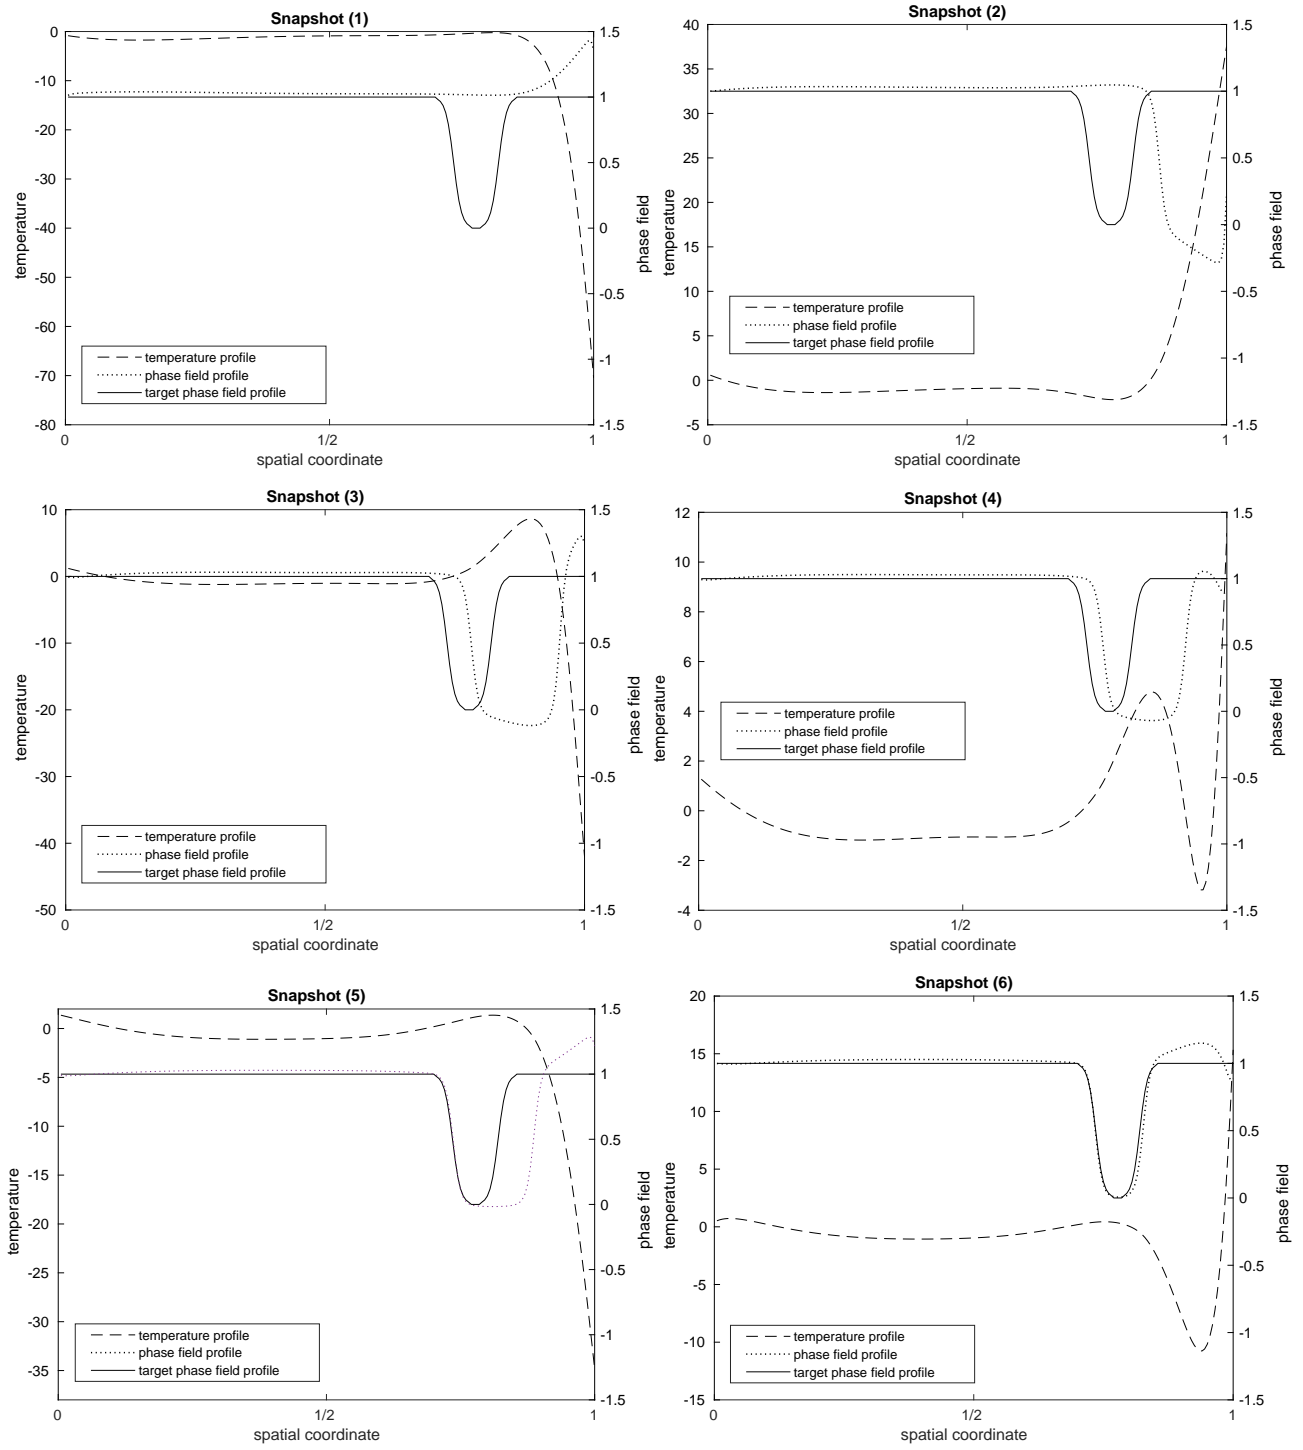 Snapshot (1)
0
-10
-20
-30
-40
-50
-60
-70
-80
temperature
1.5
1
0.5
0
-0.5
-1
-1.5
phase field
temperature profile
phase field profile
target phase field profile
0
1/2
1
spatial coordinate
Snapshot (2)
40
35
30
25
20
15
10
5
0
-5
temperature
1.5
1
0.5
0
-0.5
-1
-1.5
phase field
temperature profile
phase field profile
target phase field profile
0
1/2
1
spatial coordinate
Snapshot (3)
10
0
-10
-20
-30
-40
-50
temperature
1.5
1
0.5
0
-0.5
-1
-1.5
phase field
temperature profile
phase field profile
target phase field profile
0
1/2
1
spatial coordinate
Snapshot (4)
12
10
8
6
4
2
0
-2
-4
temperature
1.5
1
0.5
0
-0.5
-1
-1.5
phase field
temperature profile
phase field profile
target phase field profile
0
1/2
1
spatial coordinate
Snapshot (5)
0
-5
-10
-15
-20
-25
-30
-35
temperature
1.5
1
0.5
0
-0.5
-1
-1.5
phase field
temperature profile
phase field profile
target phase field profile
0
1/2
1
spatial coordinate
Snapshot (6)
20
15
10
5
0
-5
-10
-15
temperature
1.5
1
0.5
0
-0.5
-1
-1.5
phase field
temperature profile
phase field profile
target phase field profile
0
1/2
1
spatial coordinate